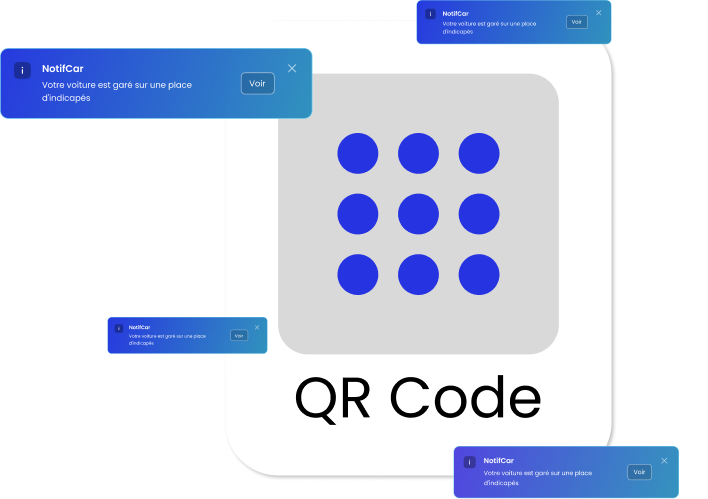 NotifCar
Votre voiture est garé sur une place
d'indicapés
Voir
NotifCar
Votre voiture est garé sur une place
d'indicapés
Voir
NotifCar
Votre voiture est garé sur une place
d'indicapés
Voir
QR Code
NotifCar
Votre voiture est garé sur une place
d'indicapés
Voir